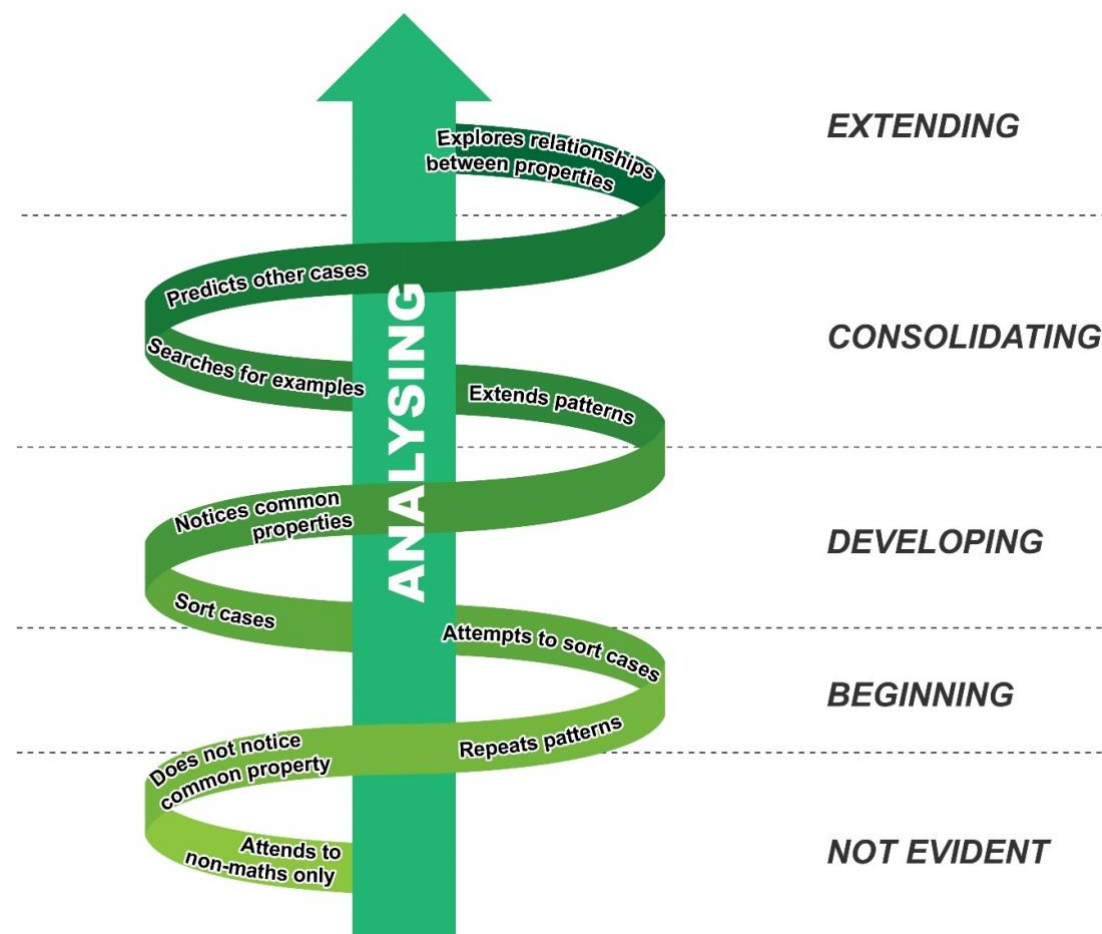 EXTENDING
Explores relationships
between properties
CONSOLIDATING
Predicts other cases
Searches for examples
Extends patterns
ANALYSING
DEVELOPING
Notices common
properties
Sort cases
BEGINNING
Attempts to sort cases
Repeats patterns
NOT EVIDENT
Does not notice
common property
Attends to
non-maths only